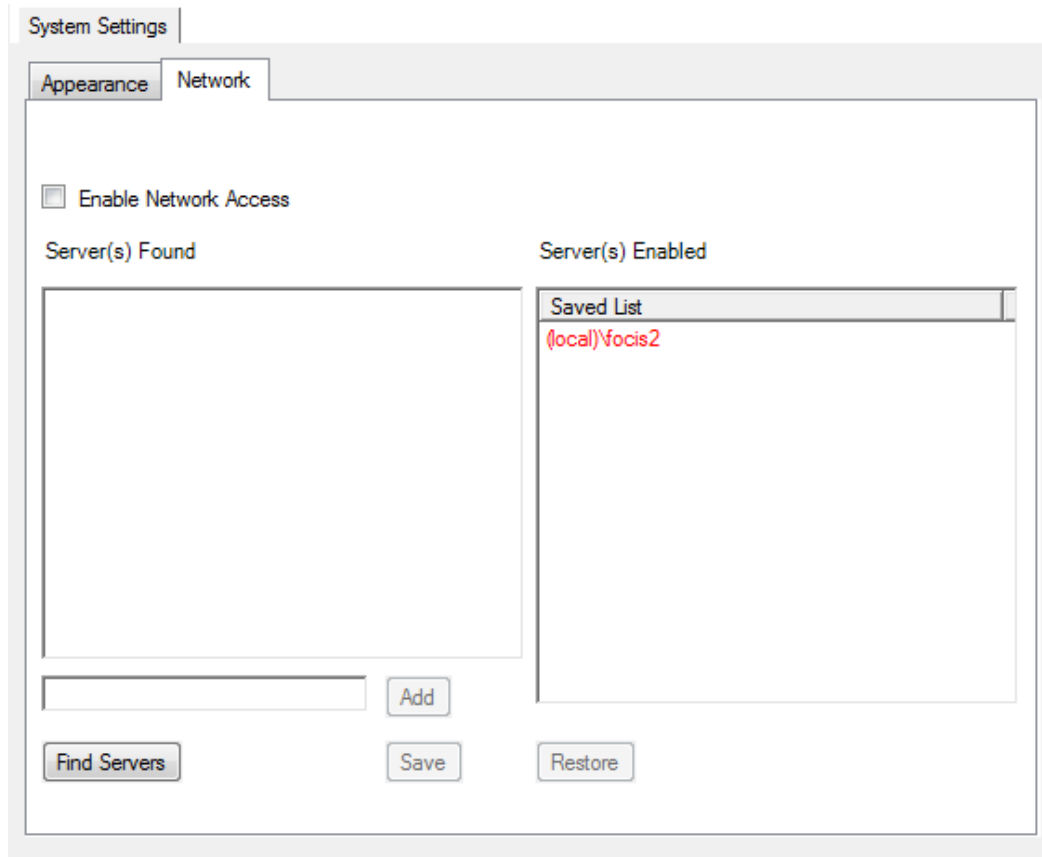 System Settings
Appearance Network
Enable Network Access
Server(s) Found Server(s) Enabled
Saved List
(local)\focis2
Add
Find Servers Save Restore